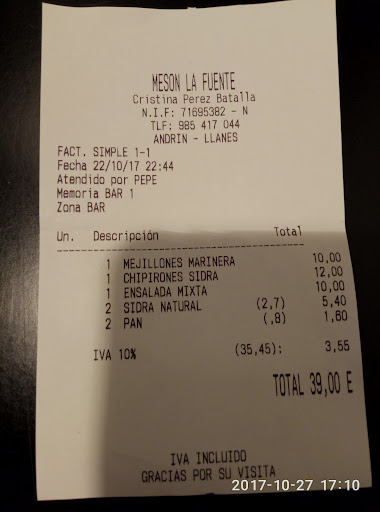 MESON LA FUENTE
Cristina Perez Batalla
N.I.F: 71695382 - N
TLF: 985 417 044
ANDRIN - LLANES
FACT. SIMPLE 1-1
Fecha 22/10/17 22:44
Atendido por PEPE
Memoria BAR 1
Zona BAR
Un. Descripción Total
1 MEJILLONES MARINERA 10,00
1 CHIPIRONES SIDRA 12,00
1 ENSALADA MIXTA 10,00
2 SIDRA NATURAL (2,7) 5,40
2 PAN (,8) 1,60
IVA 10% (35,45): 3,55
TOTAL 39,00 E
IVA INCLUIDO
GRACIAS POR SU VISITA
2017-10-27 17:10